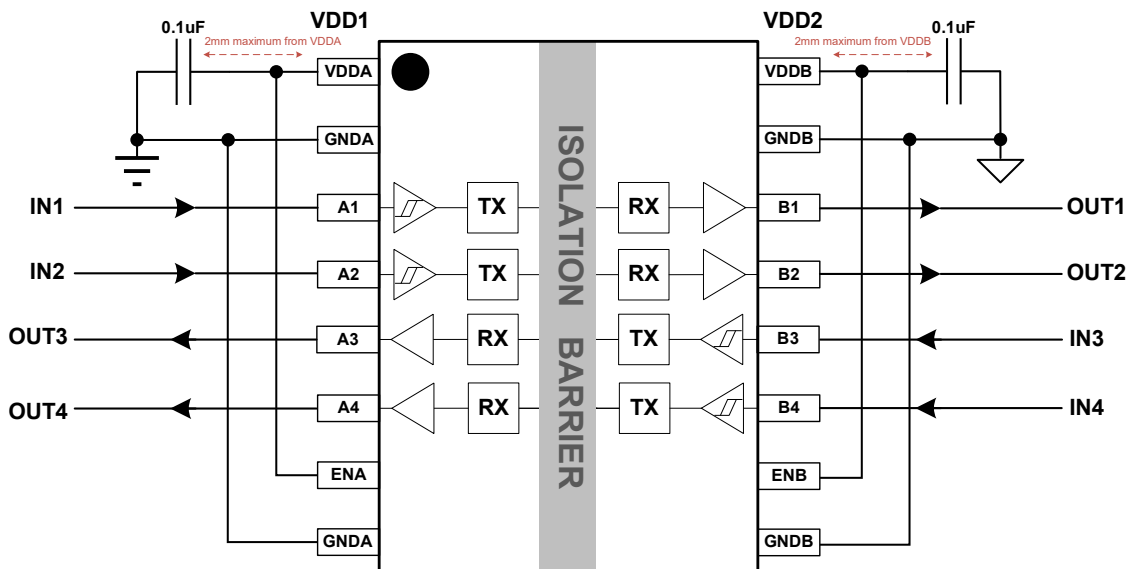 VDD1 VDD2
0.1uF 0.1uF
2mm maximum from VDDA 2mm maximum from VDDB
VDDA VDDB
GNDA GNDB
IN1 A1 TX RX B1 OUT1
IN2 A2 TX RX B2 OUT2
OUT3 A3 RX TX B3 IN3
OUT4 A4 RX TX B4 IN4
ENA ENB
GNDA GNDB
ISOLATION BARRIER